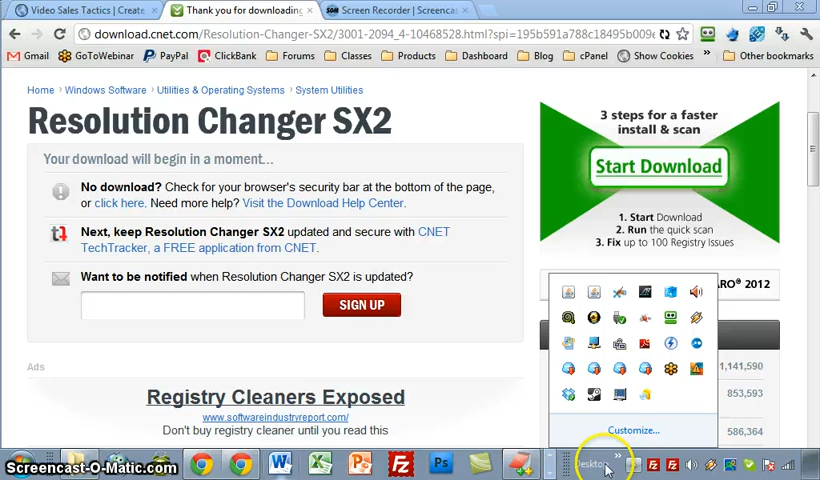 Video Sales Tactics | Create
Thank you for downloading
Screen Recorder | Screencas
download.cnet.com/Resolution-Changer-SX2/3001-2094_4-10468528.html?spi=195b591a788c18495b009e
Gmail GoToWebinar PayPal ClickBank Forums Classes Products Dashboard Blog cPanel Show Cookies » Other bookmarks
Home › Windows Software › Utilities & Operating Systems › System Utilities
Resolution Changer SX2
Your download will begin in a moment...
No download? Check for your browser's security bar at the bottom of the page,
or click here. Need more help? Visit the Download Help Center.
Next, keep Resolution Changer SX2 updated and secure with CNET
TechTracker, a FREE application from CNET.
Want to be notified when Resolution Changer SX2 is updated?
SIGN UP
Ads
Registry Cleaners Exposed
www.softwareindustryreport.com/
Don't buy registry cleaner until you read this
3 steps for a faster
install & scan
Start Download
1. Start Download
2. Run the quick scan
3. Fix up to 100 Registry Issues
ARO® 2012
1,141,590
853,593
586,364
Customize...
Desktop »
Screencast-O-Matic.com